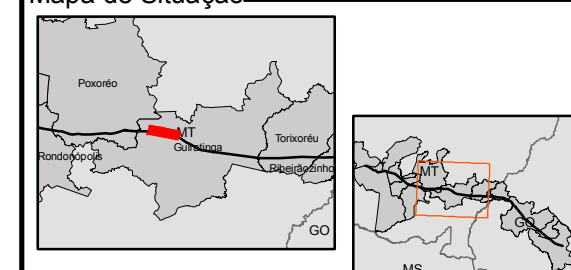 Mapa de Situação
Poxoréo
MT
Guiratinga
Torixoréu
Rondonópolis
Ribeirãozinho
GO
MT
GO
MS